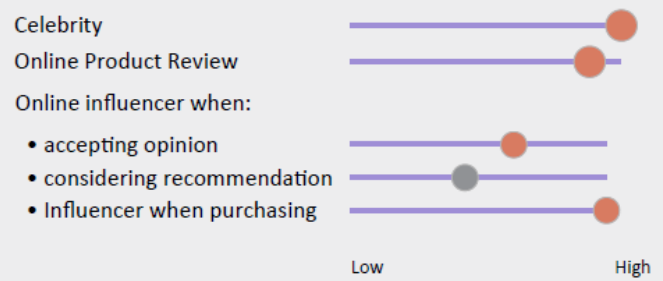 Celebrity
Online Product Review
Online influencer when:
• accepting opinion
• considering recommendation
• Influencer when purchasing
Low High